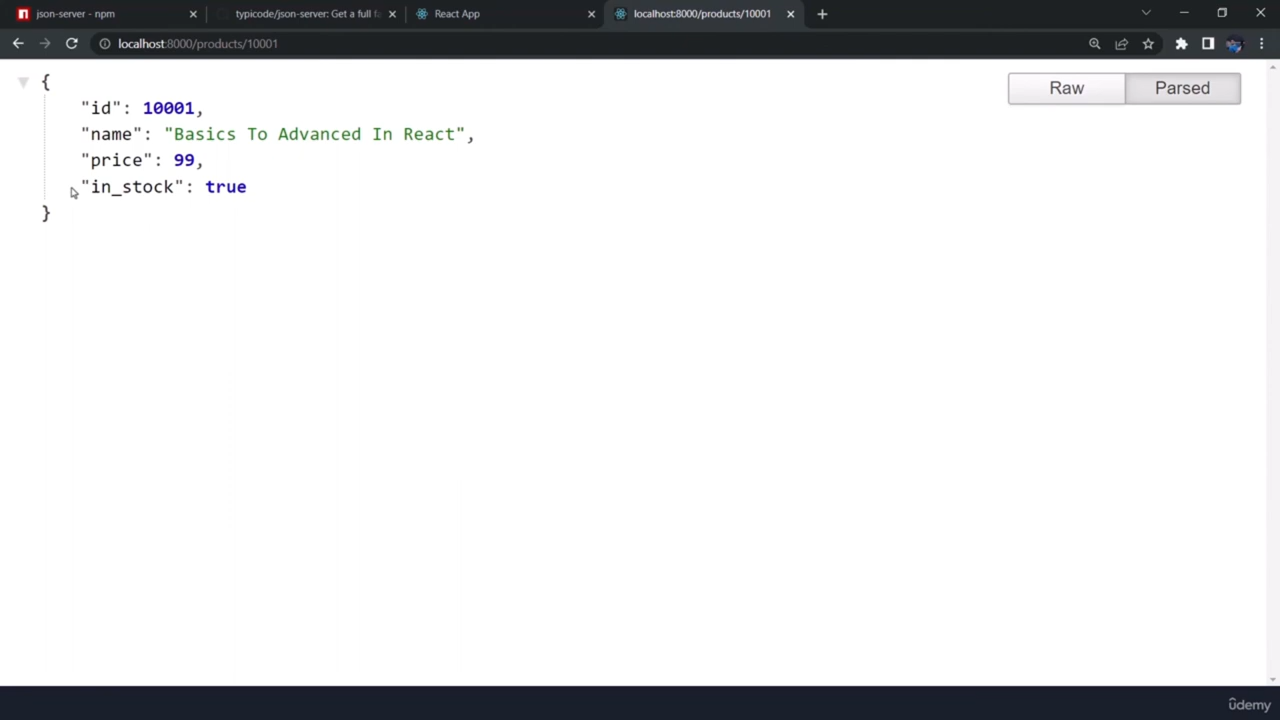 json-server - npm
typicode/json-server: Get a full fa
React App
localhost:8000/products/10001
localhost:8000/products/10001
{
"id": 10001,
"name": "Basics To Advanced In React",
"price": 99,
"in_stock": true
}
Raw
Parsed
ûdemy